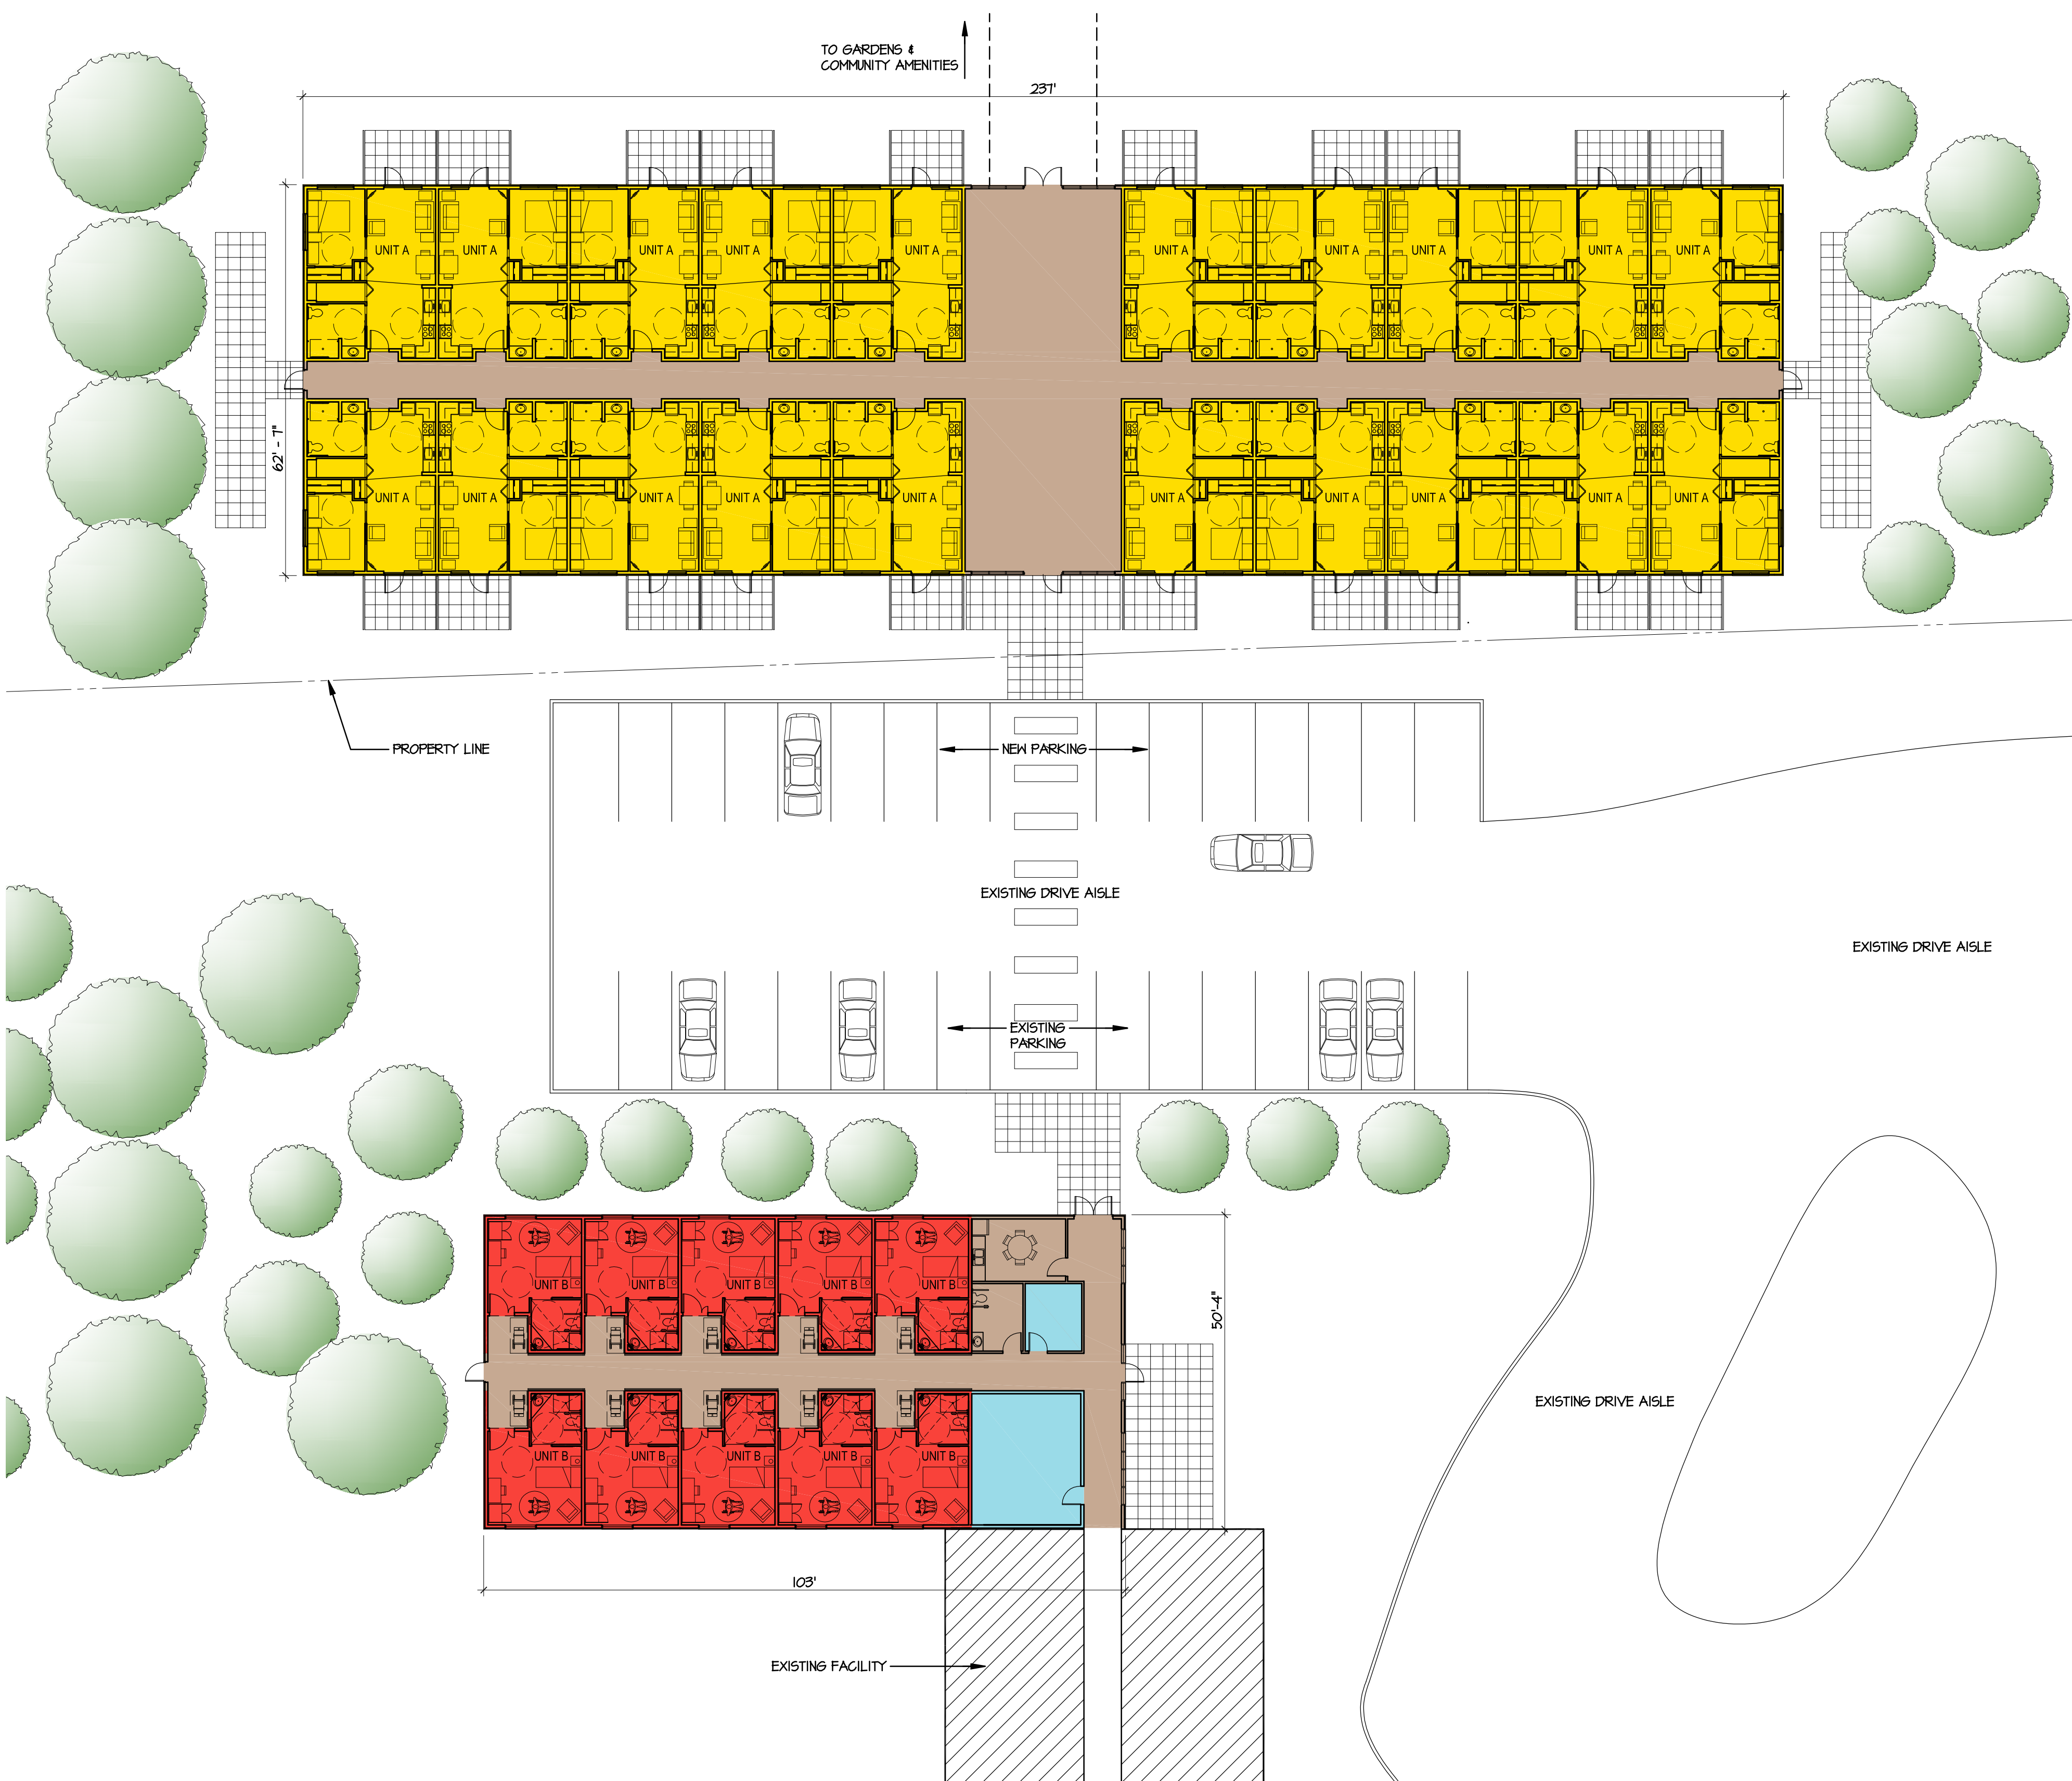 TO GARDENS &
COMMUNITY AMENITIES
237'
UNIT A UNIT A UNIT A UNIT A UNIT A UNIT A UNIT A UNIT A UNIT A UNIT A
62' - 7"
UNIT A UNIT A UNIT A UNIT A UNIT A UNIT A UNIT A UNIT A UNIT A UNIT A
PROPERTY LINE
NEW PARKING
EXISTING DRIVE AISLE
EXISTING DRIVE AISLE
EXISTING
PARKING
UNIT B UNIT B UNIT B UNIT B UNIT B
50'-4"
EXISTING DRIVE AISLE
UNIT B UNIT B UNIT B UNIT B UNIT B
103'
EXISTING FACILITY